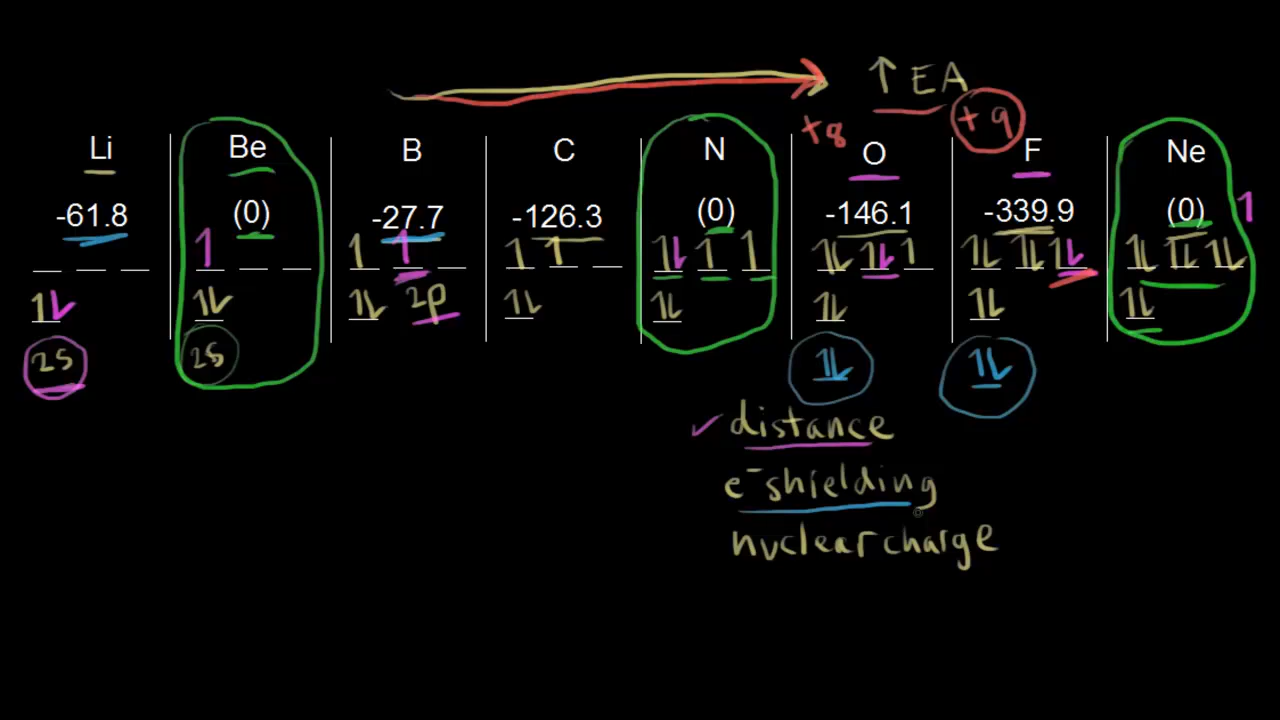 ↑ EA
+8 +9
Li Be B C N O F Ne
-61.8 (0) -27.7 -126.3 (0) -146.1 -339.9 (0)
2p
2s 2s
✓ distance
e⁻ shielding
nuclear charge